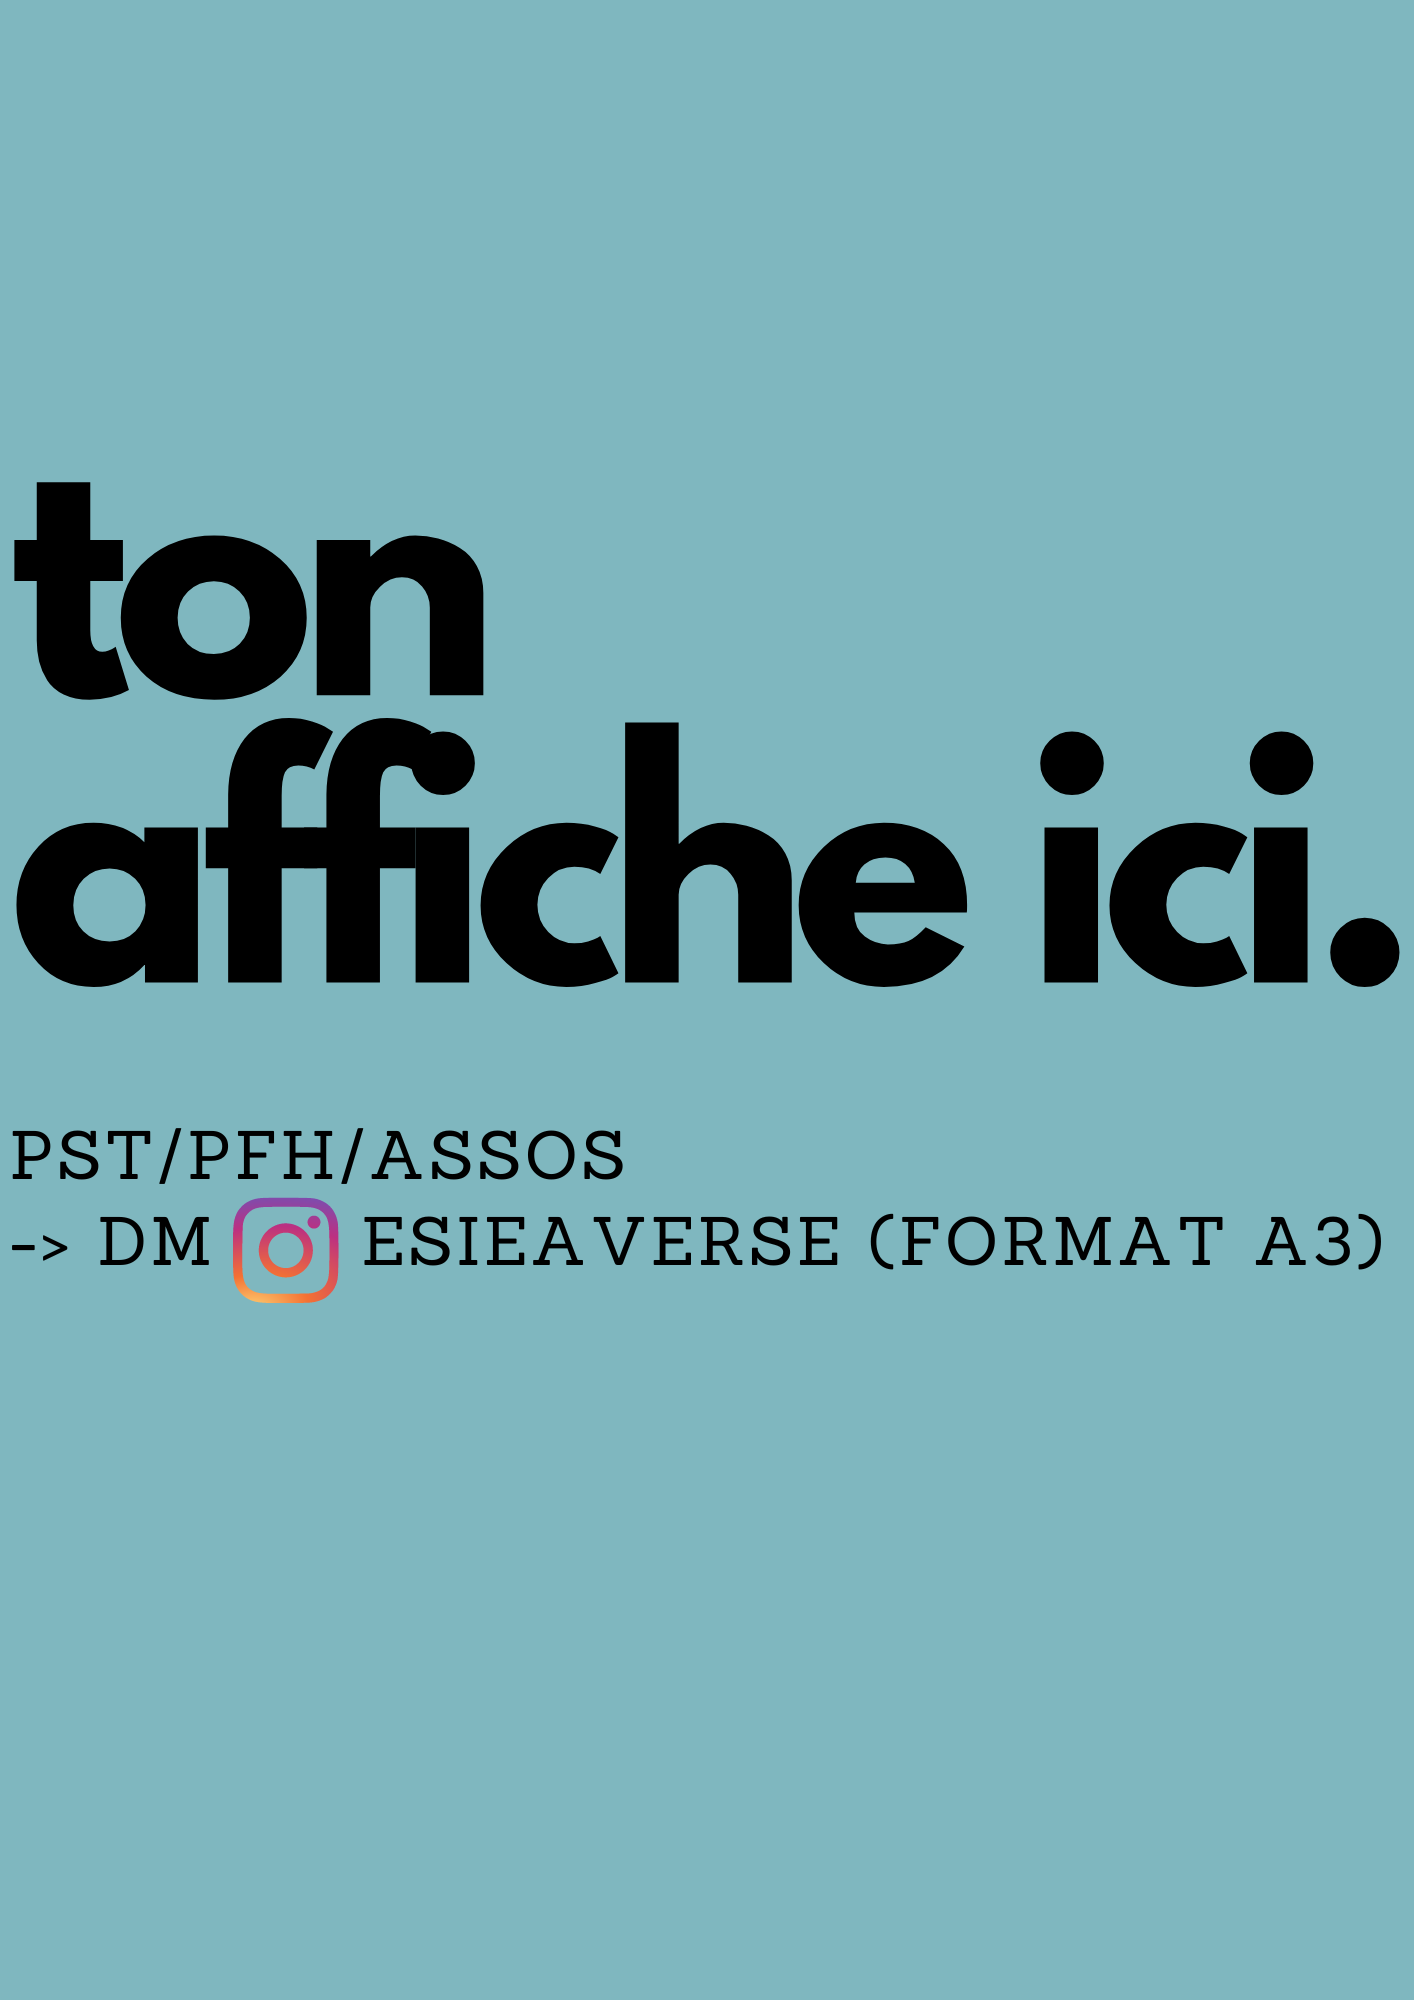 ton
affiche ici.
PST/PFH/ASSOS
-> DM ESIEAVERSE (FORMAT A3)